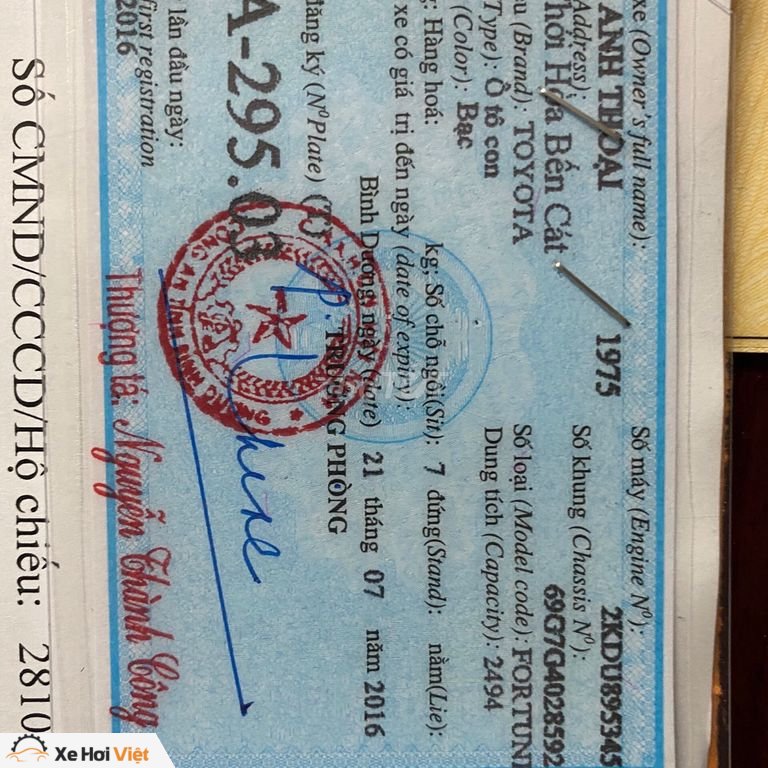 xe (Owner's full name):
ANH THOẠI 1975
Address):
hới Hòa Bến Cát
Số máy (Engine Nº): 2KDU895345
Số khung (Chassis Nº): 69G7G4028592
u (Brand): TOYOTA
Số loại (Model code): FORTUN
Type): Ô tô con
Dung tích (Capacity): 2494
(Color): Bạc
g: Hàng hoá: kg; Số chỗ ngồi(Sit): 7 đứng(Stand): nằm(Lie):
xe có giá trị đến ngày (date of expiry):
Bình Dương, ngày (date) 21 tháng 07 năm 2016
đăng ký (NºPlate) (T) P. TRƯỞNG PHÒNG
A-295.03
lần đầu ngày:
first registration
2016
Thượng tá: Nguyễn Thành Công
Số CMND/CCCD/Hộ chiếu: 2810
Xe Hơi Việt